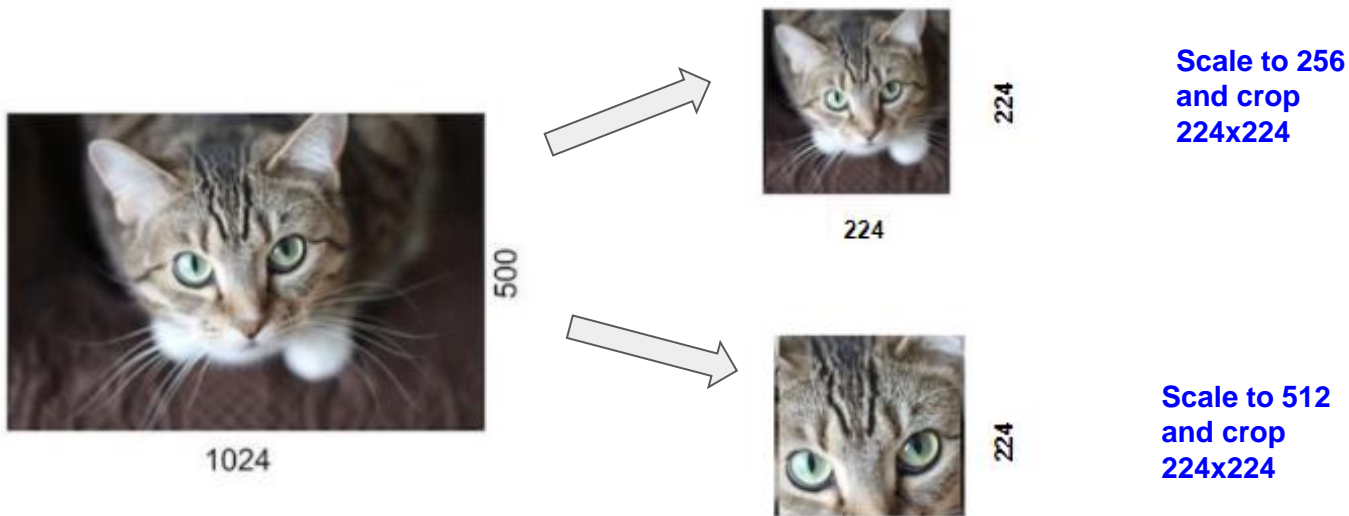 224
Scale to 256
and crop
224x224
224
500
1024
224
Scale to 512
and crop
224x224